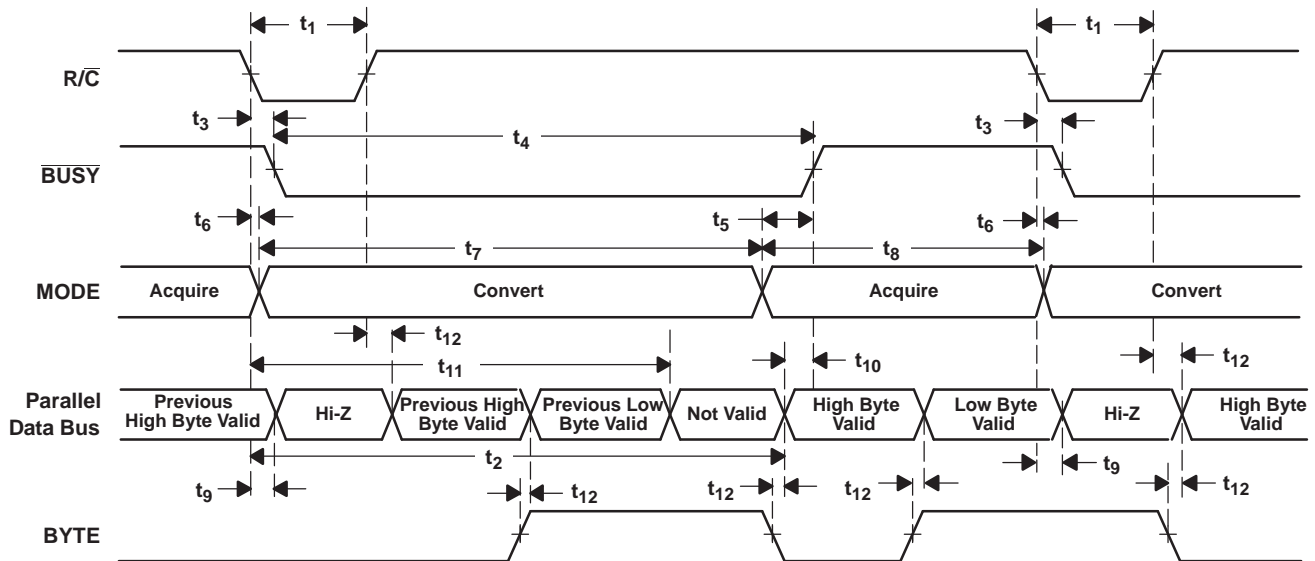 t1 t1
R/C̅
t3 t4 t3
B̅U̅S̅Y̅
t6 t5 t6
t7 t8
MODE Acquire Convert Acquire Convert
t12
t11 t10 t12
Parallel
Data Bus
Previous
High Byte Valid
Hi-Z
Previous High
Byte Valid
Previous Low
Byte Valid
Not Valid
High Byte
Valid
Low Byte
Valid
Hi-Z
High Byte
Valid
t2
t9 t12 t12 t12 t9 t12
BYTE